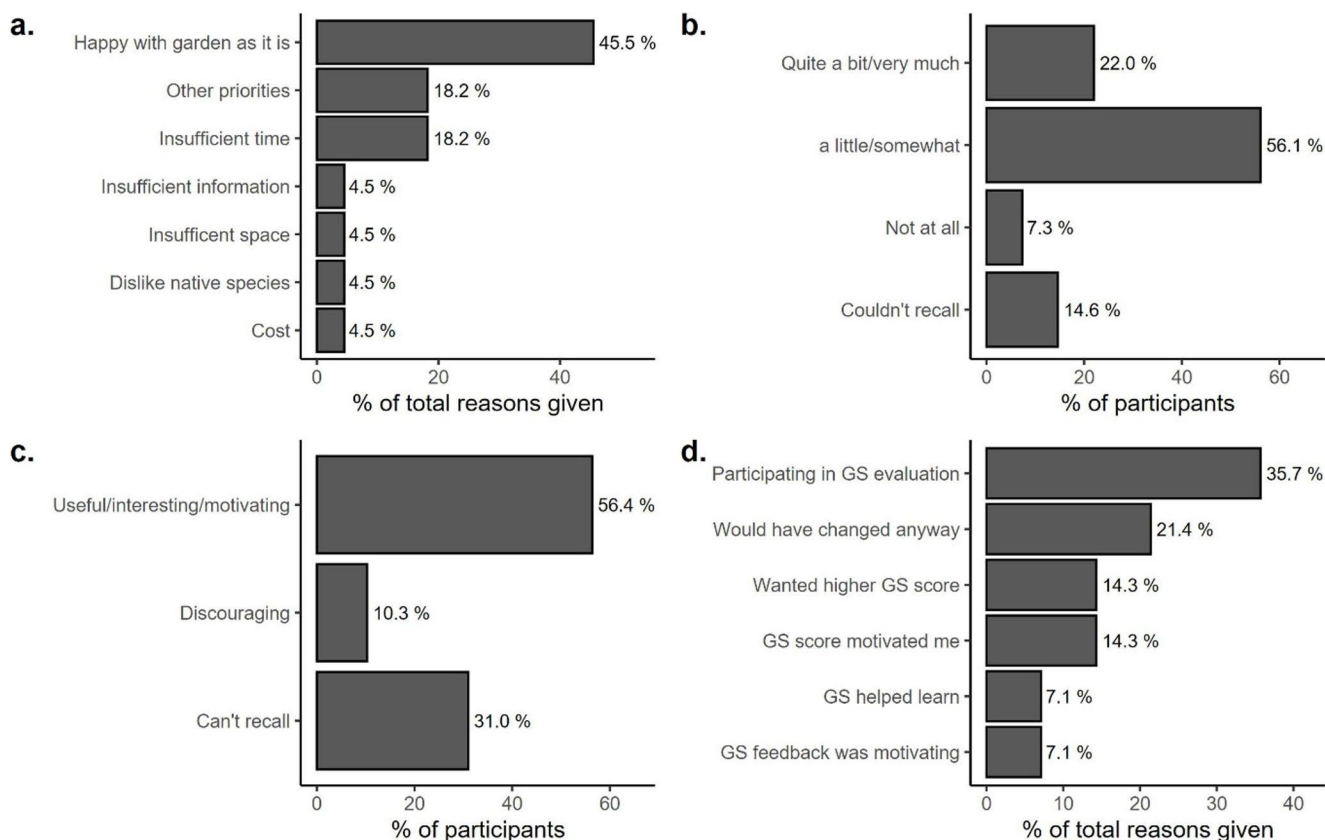 a.
Happy with garden as it is 45.5 %
Other priorities 18.2 %
Insufficient time 18.2 %
Insufficient information 4.5 %
Insufficent space 4.5 %
Dislike native species 4.5 %
Cost 4.5 %
0 20 40
% of total reasons given
b.
Quite a bit/very much 22.0 %
a little/somewhat 56.1 %
Not at all 7.3 %
Couldn't recall 14.6 %
0 20 40 60
% of participants
c.
Useful/interesting/motivating 56.4 %
Discouraging 10.3 %
Can't recall 31.0 %
0 20 40 60
% of participants
d.
Participating in GS evaluation 35.7 %
Would have changed anyway 21.4 %
Wanted higher GS score 14.3 %
GS score motivated me 14.3 %
GS helped learn 7.1 %
GS feedback was motivating 7.1 %
0 10 20 30 40
% of total reasons given